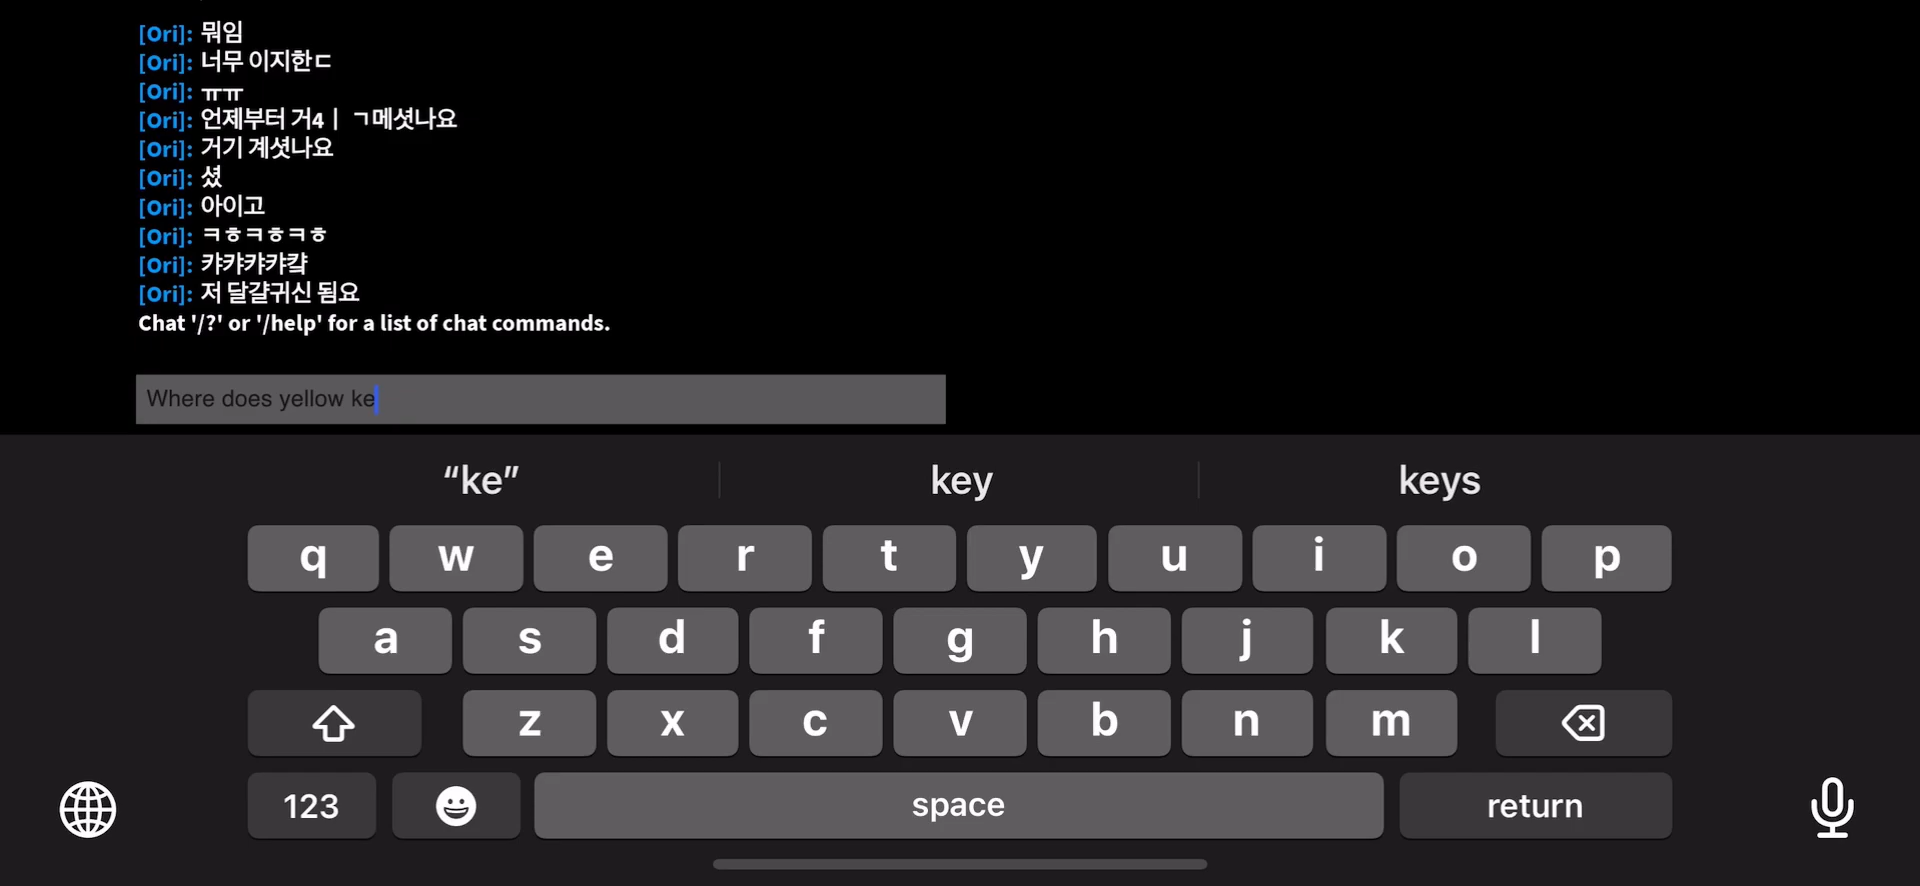 [Ori]: 뭐임
[Ori]: 너무 이지한ㄷ
[Ori]: ㅠㅠ
[Ori]: 언제부터 거4ㅣ ㄱ메셧나요
[Ori]: 거기 계셧나요
[Ori]: 셨
[Ori]: 아이고
[Ori]: ㅋㅎㅋㅎㅋㅎ
[Ori]: 캬캬캬캬캌
[Ori]: 저 달걀귀신 됨요
Chat '/?' or '/help' for a list of chat commands.
Where does yellow ke
“ke” key keys
q w e r t y u i o p
a s d f g h j k l
z x c v b n m
123 space return